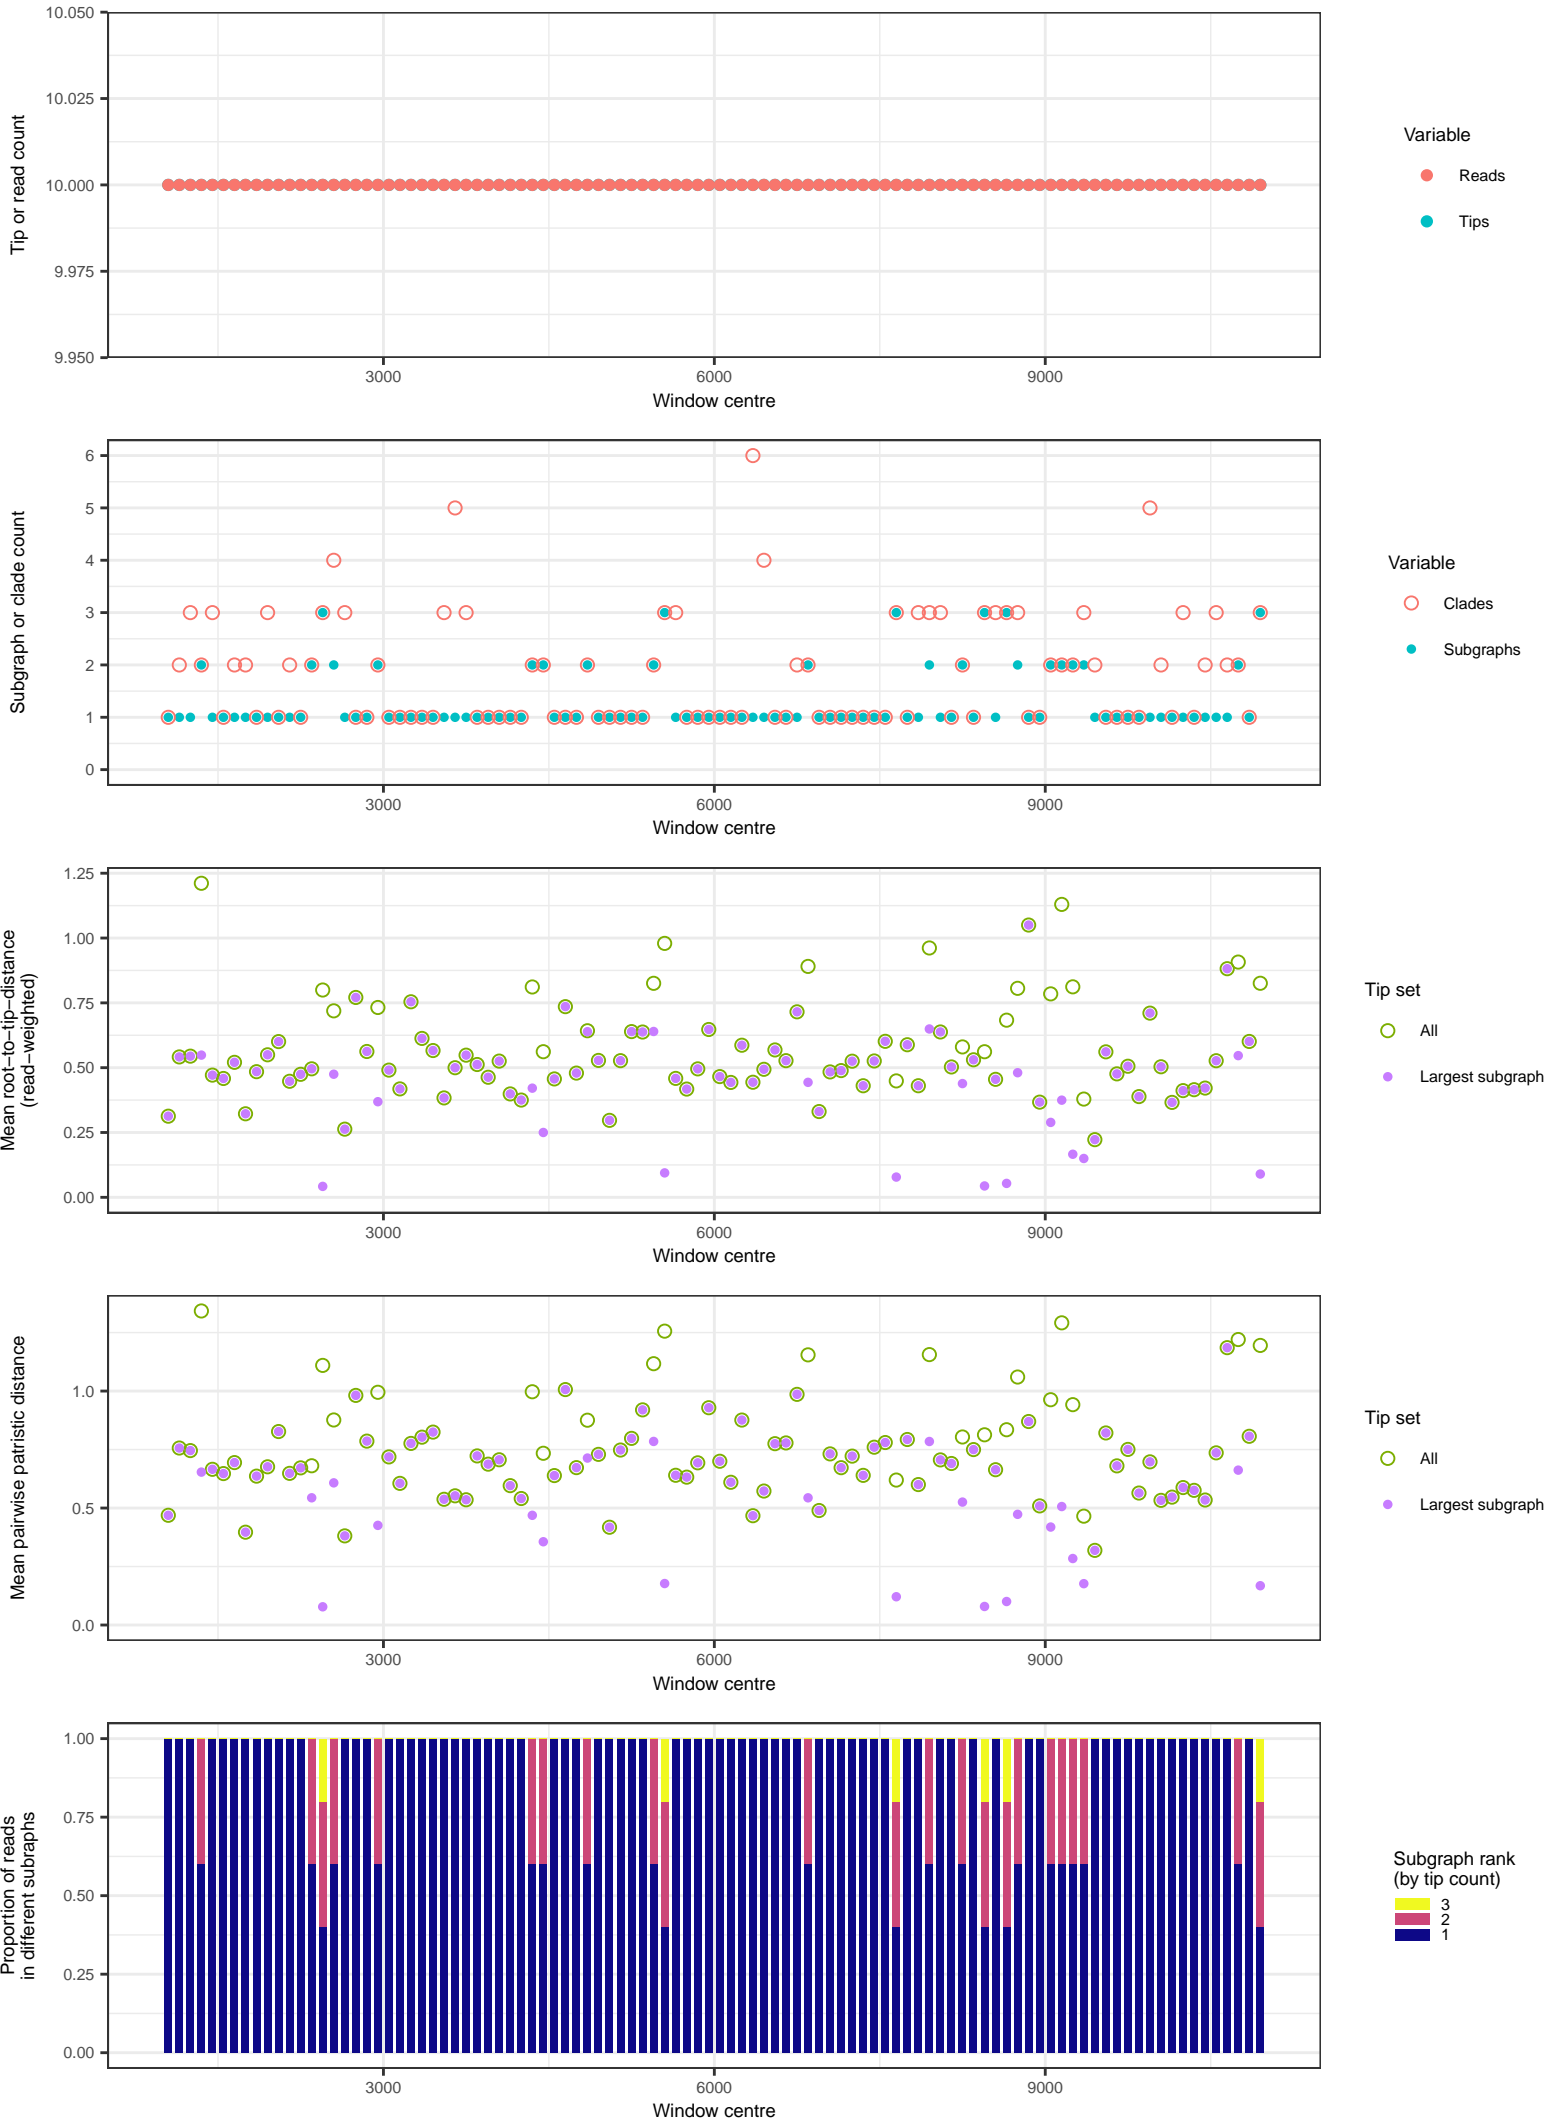 10.050
10.025
10.000
9.975
9.950
Tip or read count
3000 6000 9000
Window centre
Variable
Reads
Tips
6
5
4
3
2
1
0
Subgraph or clade count
3000 6000 9000
Window centre
Variable
Clades
Subgraphs
1.25
1.00
0.75
0.50
0.25
0.00
Mean root−to−tip−distance
(read−weighted)
3000 6000 9000
Window centre
Tip set
All
Largest subgraph
1.0
0.5
0.0
Mean pairwise patristic distance
3000 6000 9000
Window centre
Tip set
All
Largest subgraph
1.00
0.75
0.50
0.25
0.00
Proportion of reads
in different subraphs
3000 6000 9000
Window centre
Subgraph rank
(by tip count)
3
2
1